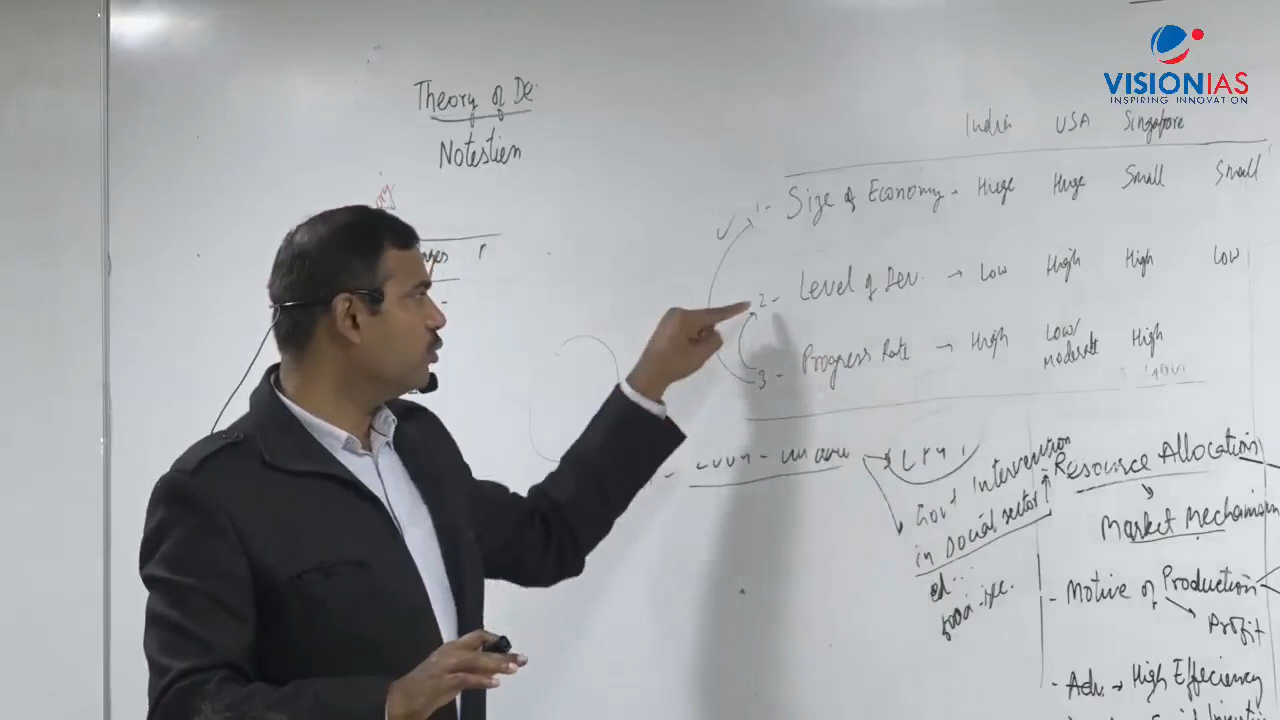 VISIONIAS
INSPIRING INNOVATION
Theory of De
Notestien
India USA Singapore
1- Size of Economy - Huge Huge Small Small
2- Level of Dev. → Low High High Low
3- Progress Rate → High Low/ moderate High
Govt Intervension
in social sector
Resource Allocation
Market Mechanism
- Motive of Production
Profit
- Adv. → High Effeciency